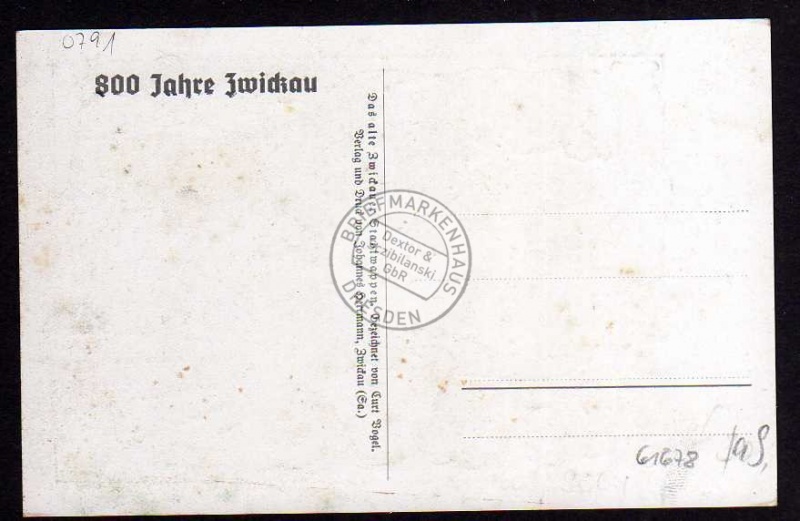 0791
800 Jahre Zwickau
Das alte Zwickauer Stadtwappen. Gezeichnet von Curt Vogel.
Verlag und Druck von Johannes Herrmann, Zwickau (Sa.)
BRIEFMARKENHAUS
Dextor &
GbR
DRESDEN
61678